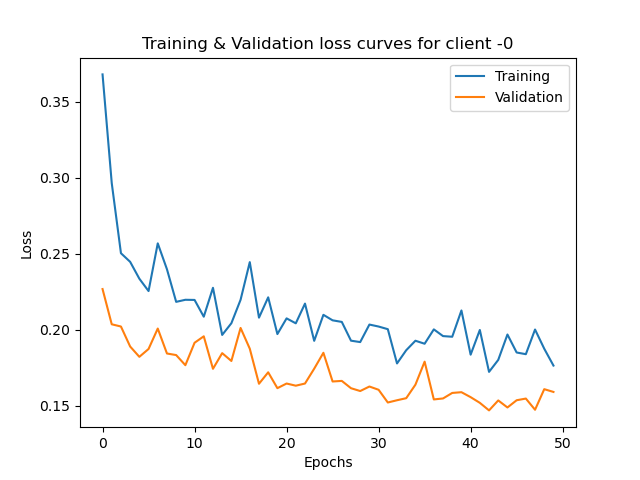 Training & Validation loss curves for client -0
Training
Validation
Loss
0.35
0.30
0.25
0.20
0.15
0 10 20 30 40 50
Epochs